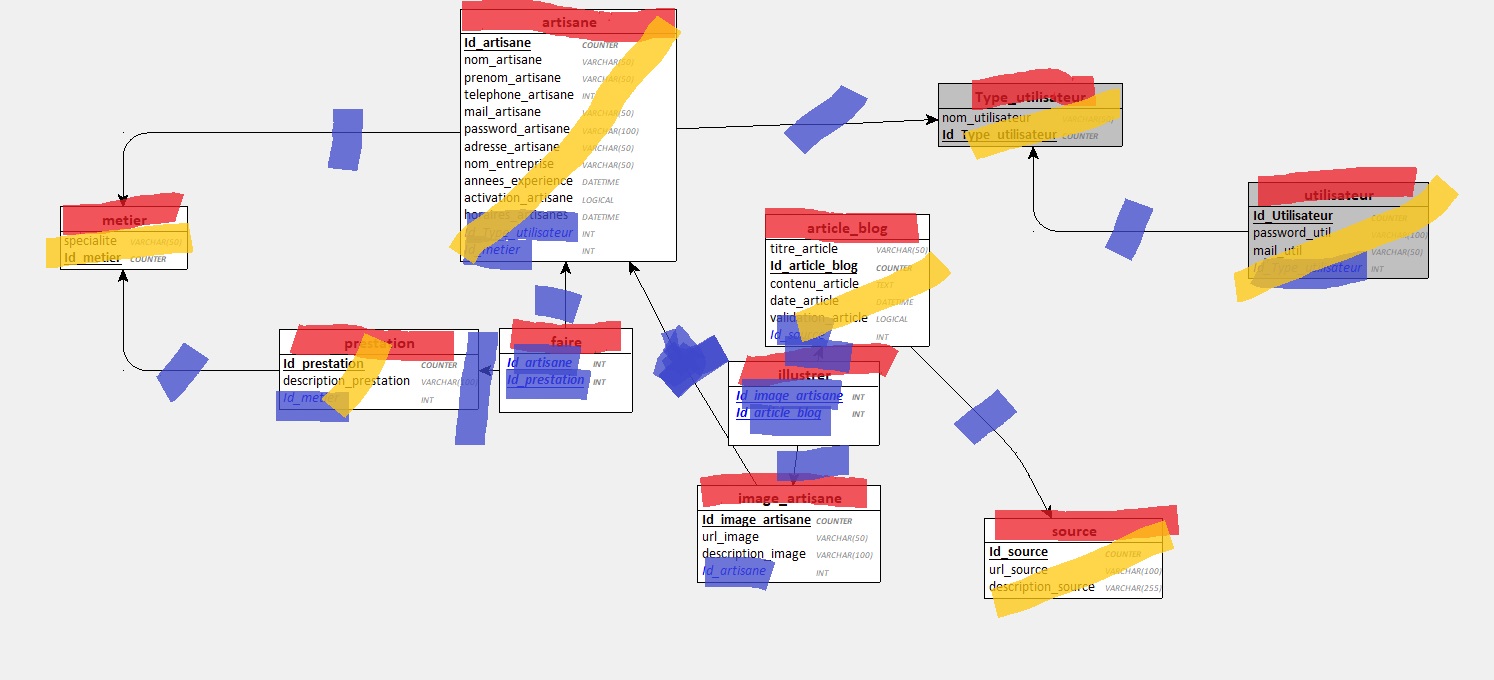 artisane
Id_artisane COUNTER
nom_artisane VARCHAR(50)
prenom_artisane VARCHAR(50)
telephone_artisane INT
mail_artisane VARCHAR(50)
password_artisane VARCHAR(100)
adresse_artisane VARCHAR(50)
nom_entreprise VARCHAR(50)
annees_experience DATETIME
activation_artisane LOGICAL
horaires_artisanes DATETIME
Id_Type_utilisateur INT
Id_metier INT
Type_utilisateur
nom_utilisateur VARCHAR(50)
Id_Type_utilisateur COUNTER
utilisateur
Id_Utilisateur COUNTER
password_util VARCHAR(100)
mail_util VARCHAR(50)
Id_Type_utilisateur INT
metier
specialite VARCHAR(50)
Id_metier COUNTER
article_blog
titre_article VARCHAR(50)
Id_article_blog COUNTER
contenu_article TEXT
date_article DATETIME
validation_article LOGICAL
Id_source INT
prestation
Id_prestation COUNTER
description_prestation VARCHAR(100)
Id_metier INT
faire
Id_artisane INT
Id_prestation INT
illustrer
Id_image_artisane INT
Id_article_blog INT
image_artisane
Id_image_artisane COUNTER
url_image VARCHAR(50)
description_image VARCHAR(100)
Id_artisane INT
source
Id_source COUNTER
url_source VARCHAR(100)
description_source VARCHAR(255)